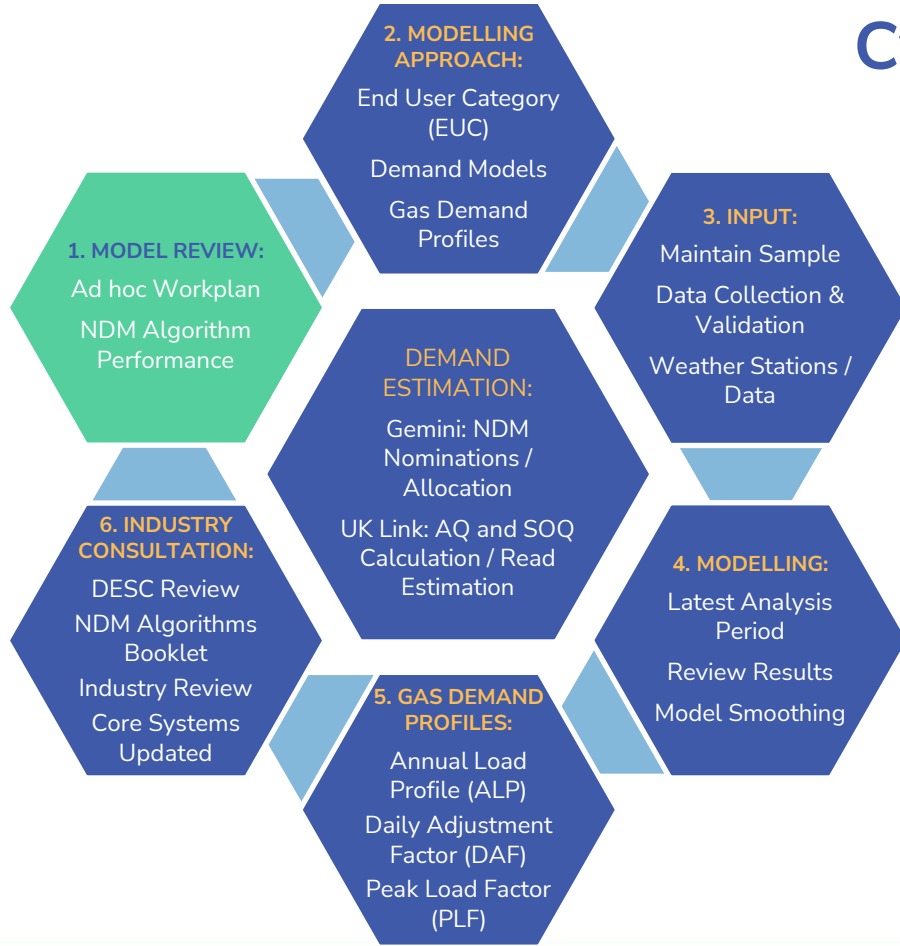 2. MODELLING
APPROACH:
End User Category
(EUC)
Demand Models
Gas Demand
Profiles
1. MODEL REVIEW:
Ad hoc Workplan
NDM Algorithm
Performance
3. INPUT:
Maintain Sample
Data Collection &
Validation
Weather Stations /
Data
DEMAND
ESTIMATION:
Gemini: NDM
Nominations /
Allocation
UK Link: AQ and SOQ
Calculation / Read
Estimation
6. INDUSTRY
CONSULTATION:
DESC Review
NDM Algorithms
Booklet
Industry Review
Core Systems
Updated
4. MODELLING:
Latest Analysis
Period
Review Results
Model Smoothing
5. GAS DEMAND
PROFILES:
Annual Load
Profile (ALP)
Daily Adjustment
Factor (DAF)
Peak Load Factor
(PLF)